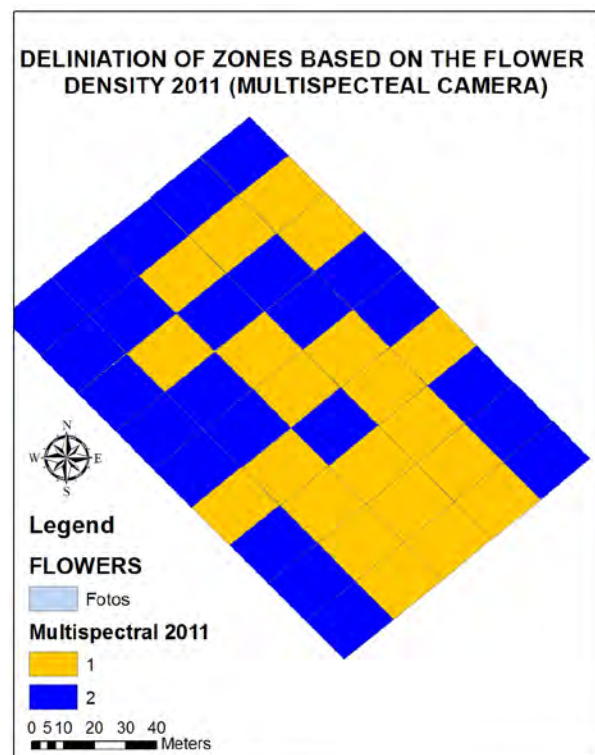 DELINIATION OF ZONES BASED ON THE FLOWER
DENSITY 2011 (MULTISPECTEAL CAMERA)
N
W E
S
Legend
FLOWERS
Fotos
Multispectral 2011
1
2
0 5 10 20 30 40
Meters